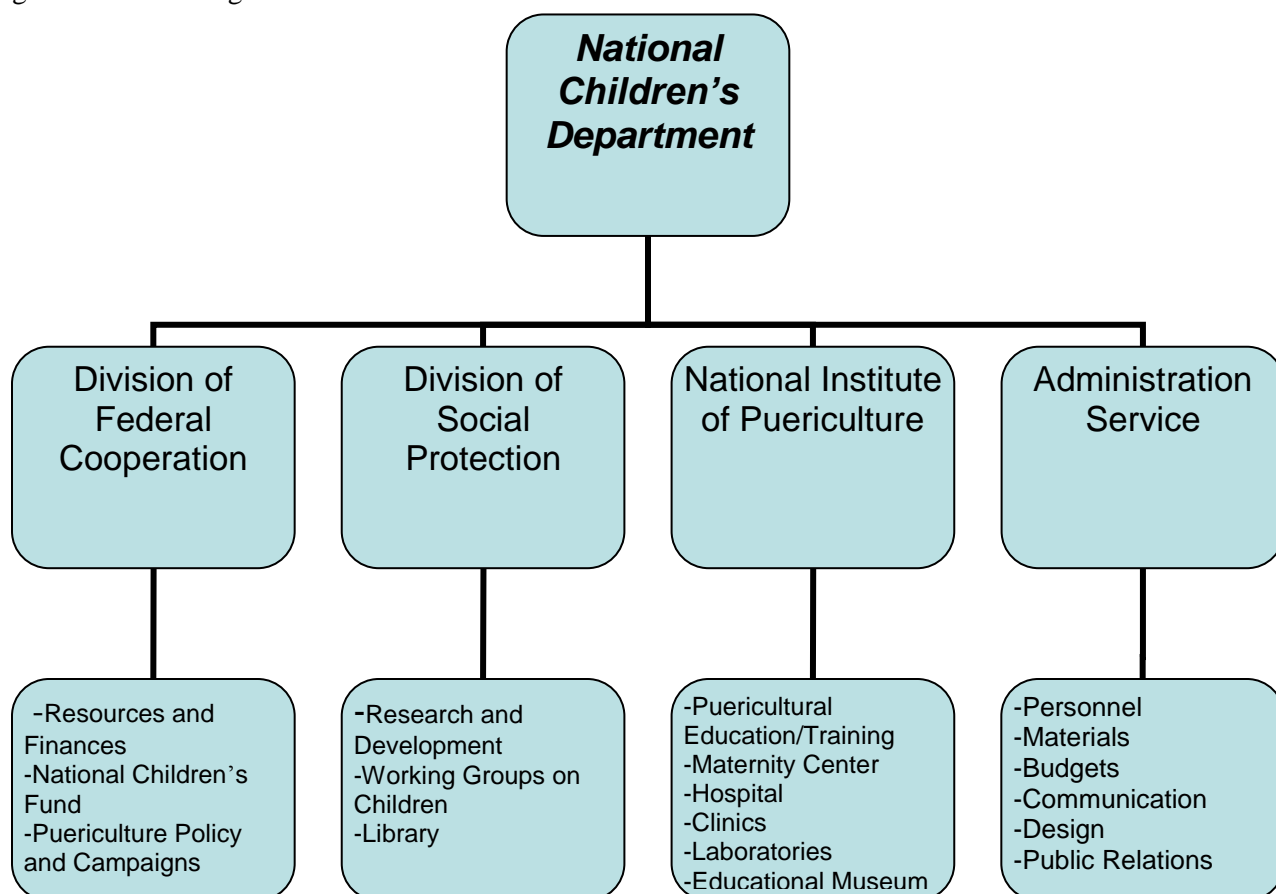 National
Children's
Department
Division of
Federal
Cooperation
Division of
Social
Protection
National Institute
of Puericulture
Administration
Service
-Resources and
Finances
-National Children's
Fund
-Puericulture Policy
and Campaigns
-Research and
Development
-Working Groups on
Children
-Library
-Puericultural
Education/Training
-Maternity Center
-Hospital
-Clinics
-Laboratories
-Educational Museum
-Personnel
-Materials
-Budgets
-Communication
-Design
-Public Relations